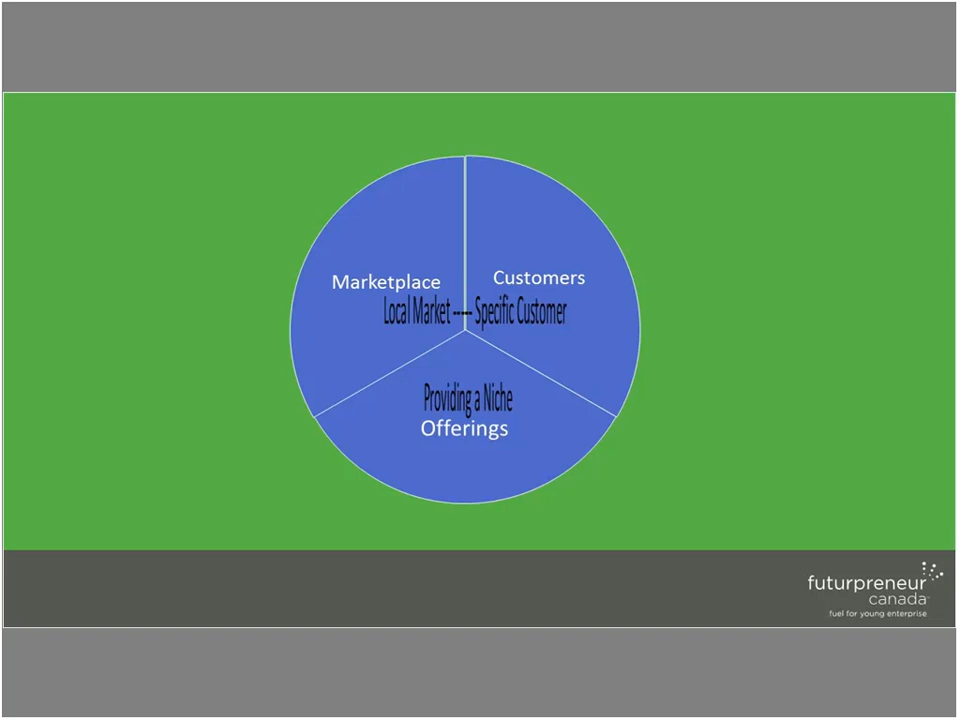 Marketplace
Customers
Local Market ----- Specific Customer
Providing a Niche
Offerings
futurpreneur
canada
fuel for young enterprise